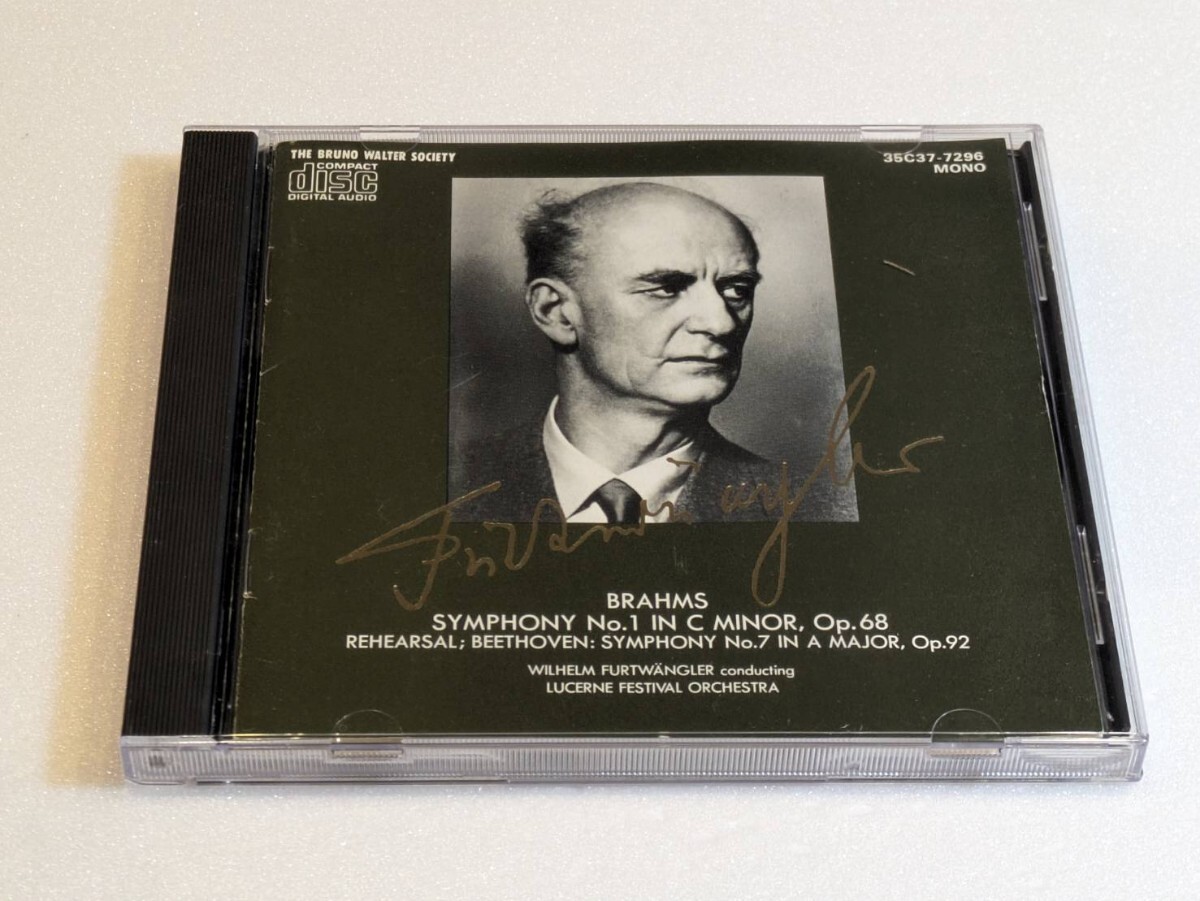 THE BRUNO WALTER SOCIETY
COMPACT
disc
DIGITAL AUDIO
35C37-7296
MONO
Furtwängler
BRAHMS
SYMPHONY No.1 IN C MINOR, Op.68
REHEARSAL; BEETHOVEN: SYMPHONY No.7 IN A MAJOR, Op.92
WILHELM FURTWÄNGLER conducting
LUCERNE FESTIVAL ORCHESTRA